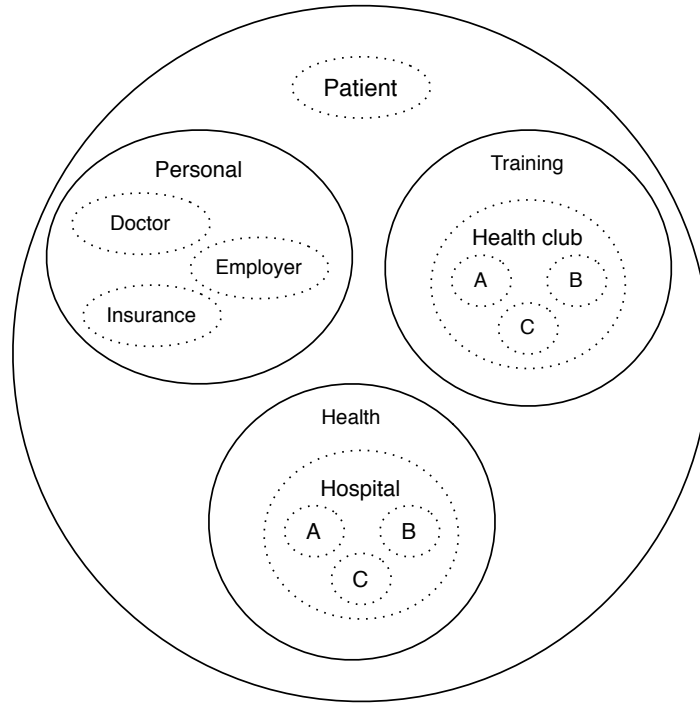 Patient
Personal
Doctor
Employer
Insurance
Training
Health club
A
B
C
Health
Hospital
A
B
C